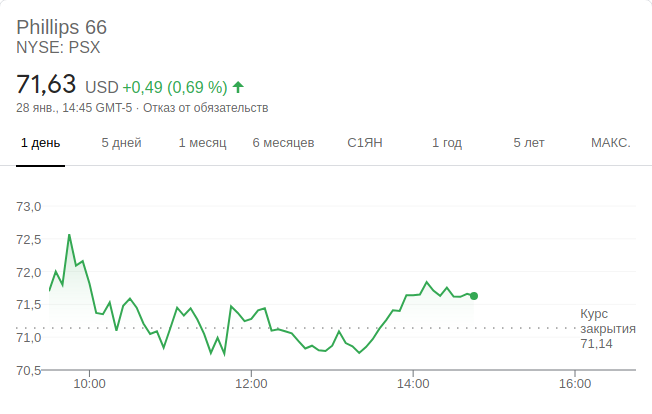 Phillips 66
NYSE: PSX
71,63 USD +0,49 (0,69 %)
28 янв., 14:45 GMT-5 · Отказ от обязательств
1 день 5 дней 1 месяц 6 месяцев С1ЯН 1 год 5 лет МАКС.
73,0
72,5
72,0
71,5
71,0
70,5
Курс
закрытия
71,14
10:00 12:00 14:00 16:00